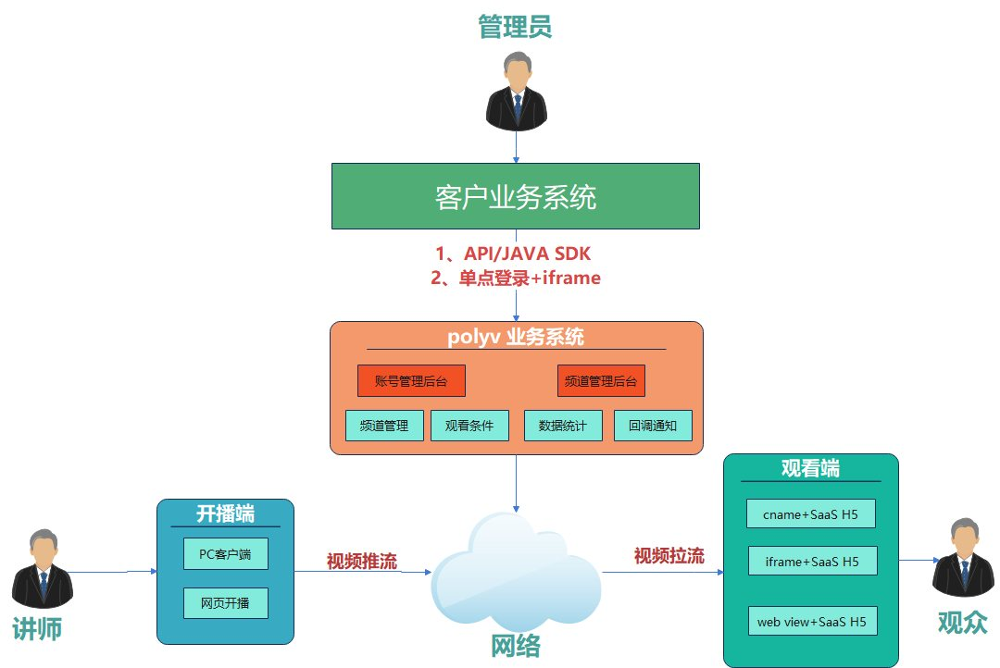 管理员
客户业务系统
1、API/JAVA SDK
2、单点登录+iframe
polyv 业务系统
账号管理后台
频道管理后台
频道管理
观看条件
数据统计
回调通知
开播端
PC客户端
网页开播
讲师
视频推流
网络
视频拉流
观看端
cname+SaaS H5
iframe+SaaS H5
web view+SaaS H5
观众